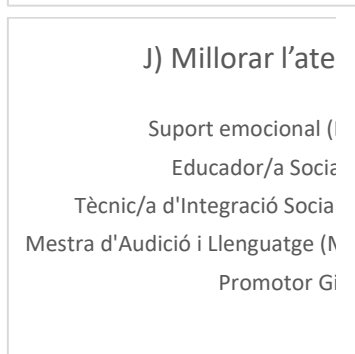 J) Millorar l’ate
Suport emocional (
Educador/a Socia
Tècnic/a d'Integració Socia
Mestra d'Audició i Llenguatge (
Promotor Gi